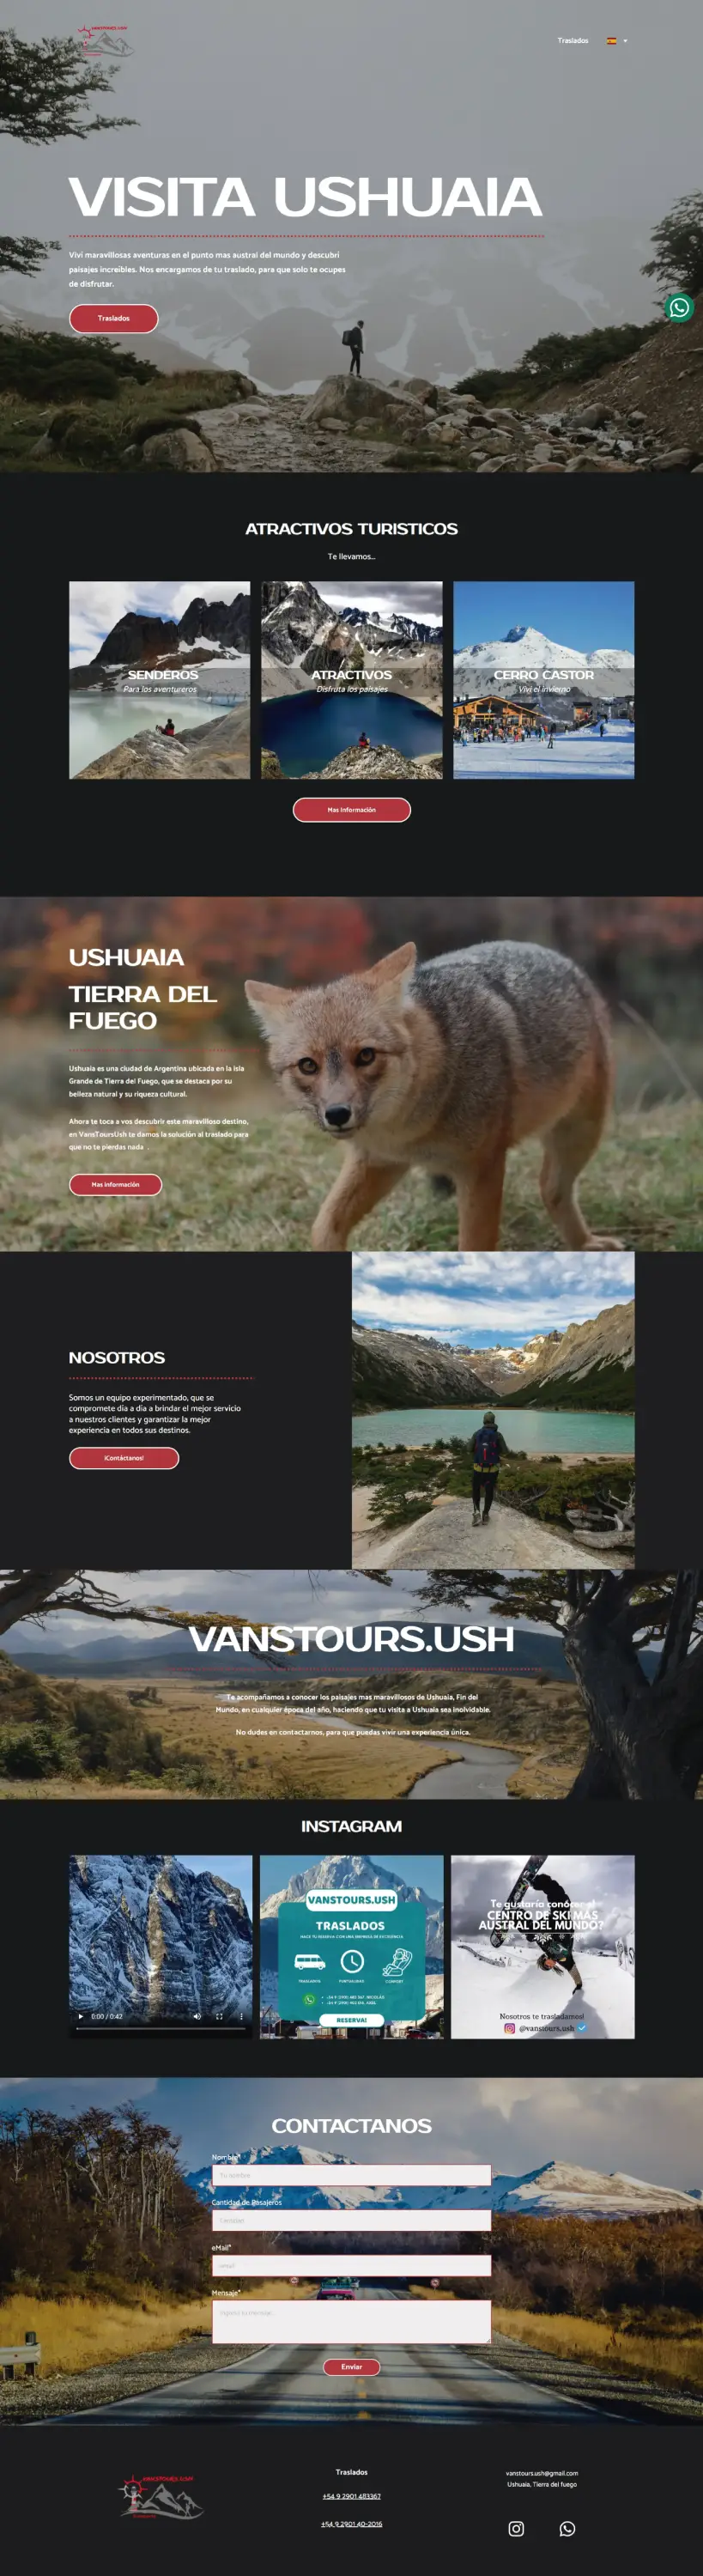 VANSTOURS.USH
Traslados
VISITA USHUAIA
Viví maravillosas aventuras en el punto mas austral del mundo y descubrí
paisajes increíbles. Nos encargamos de tu traslado, para que solo te ocupes
de disfrutar.
Traslados
ATRACTIVOS TURISTICOS
Te llevamos...
SENDEROS
Para los aventureros
ATRACTIVOS
Disfruta los paisajes
CERRO CASTOR
Viví el invierno
Mas Información
USHUAIA
TIERRA DEL
FUEGO
Ushuaia es una ciudad de Argentina ubicada en la isla
Grande de Tierra del Fuego, que se destaca por su
belleza natural y su riqueza cultural.
Ahora te toca a vos descubrir este maravilloso destino,
en VansToursUsh te damos la solución al traslado para
que no te pierdas nada .
Mas información
NOSOTROS
Somos un equipo experimentado, que se
compromete día a día a brindar el mejor servicio
a nuestros clientes y garantizar la mejor
experiencia en todos sus destinos.
¡Contáctanos!
VANSTOURS.USH
Te acompañamos a conocer los paisajes mas maravillosos de Ushuaia, Fin del
Mundo, en cualquier época del año, haciendo que tu visita a Ushuaia sea inolvidable.
No dudes en contactarnos, para que puedas vivir una experiencia única.
INSTAGRAM
0:00 / 0:42
VANSTOURS.USH
TRASLADOS
HACE TU RESERVA CON UNA EMPRESA DE EXCELENCIA
CONFORT
RESERVA!
Te gustaría conocer el
CENTRO DE SKI MÁS
AUSTRAL DEL MUNDO?
Nosotros te trasladamos!
@vanstours.ush
CONTACTANOS
Nombre*
Tu nombre
Cantidad de Pasajeros
eMail*
email
Mensaje*
Ingresa tu mensaje...
Enviar
VANSTOURS.USH
Traslados
+54 9 2901 483367
+54 9 2901 40-2016
vanstours.ush@gmail.com
Ushuaia, Tierra del fuego